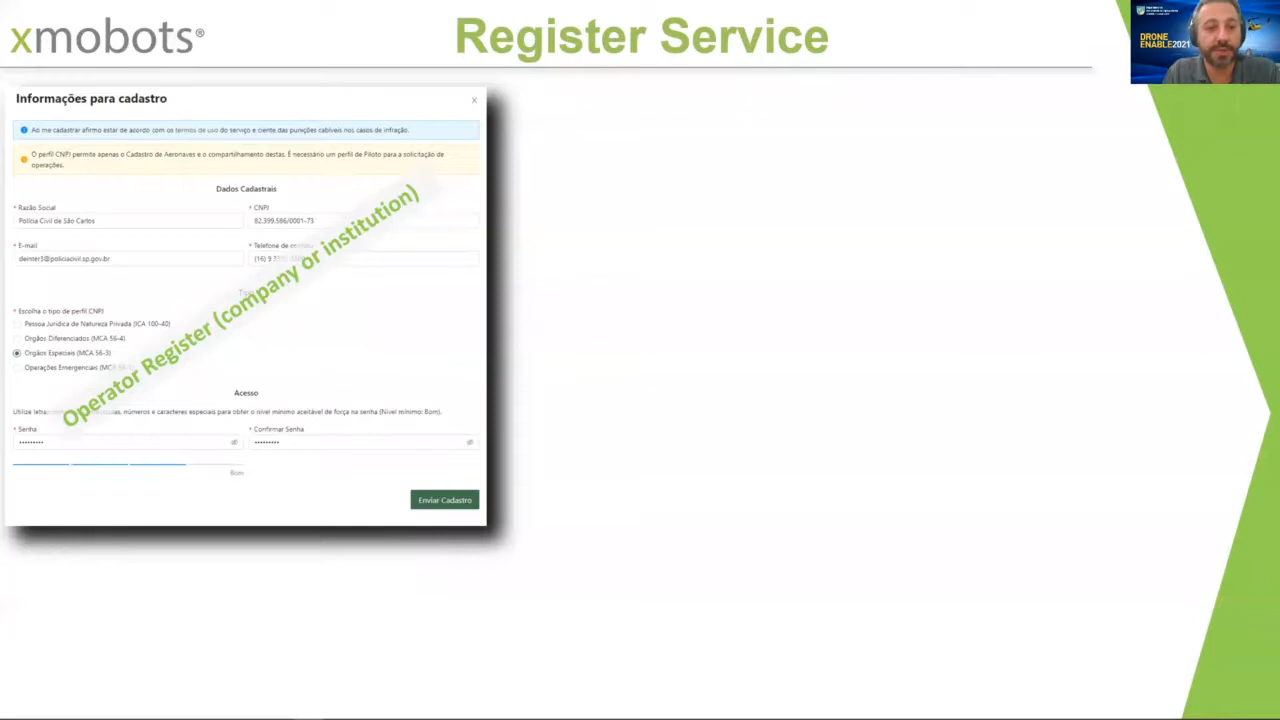 xmobots®
Register Service
DRONE
ENABLE2021
Informações para cadastro
Ao me cadastrar afirmo estar de acordo com os termos de uso do serviço e ciente das punições cabíveis nos casos de infração.
O perfil CNPJ permite apenas o Cadastro de Aeronaves e o compartilhamento destas. É necessário um perfil de Piloto para a solicitação de
operações.
Dados Cadastrais
* Razão Social
* CNPJ
Polícia Civil de São Carlos
82.399.586/0001-73
* E-mail
* Telefone de
deinter3@policiacivil.sp.gov.br
(16) 9
Operator Register (company or institution)
* Escolha o tipo de perfil CNPJ
Pessoa Jurídica de Natureza Privada (ICA 100-40)
Orgãos Diferenciados (MCA 56-4)
Orgãos Especiais (MCA 56-3)
Operações Emergenciais
Acesso
Utilize números e caracteres especiais para obter o nível mínimo aceitável de força na senha (Nível mínimo: Bom).
* Senha
* Confirmar Senha
Bom
Enviar Cadastro